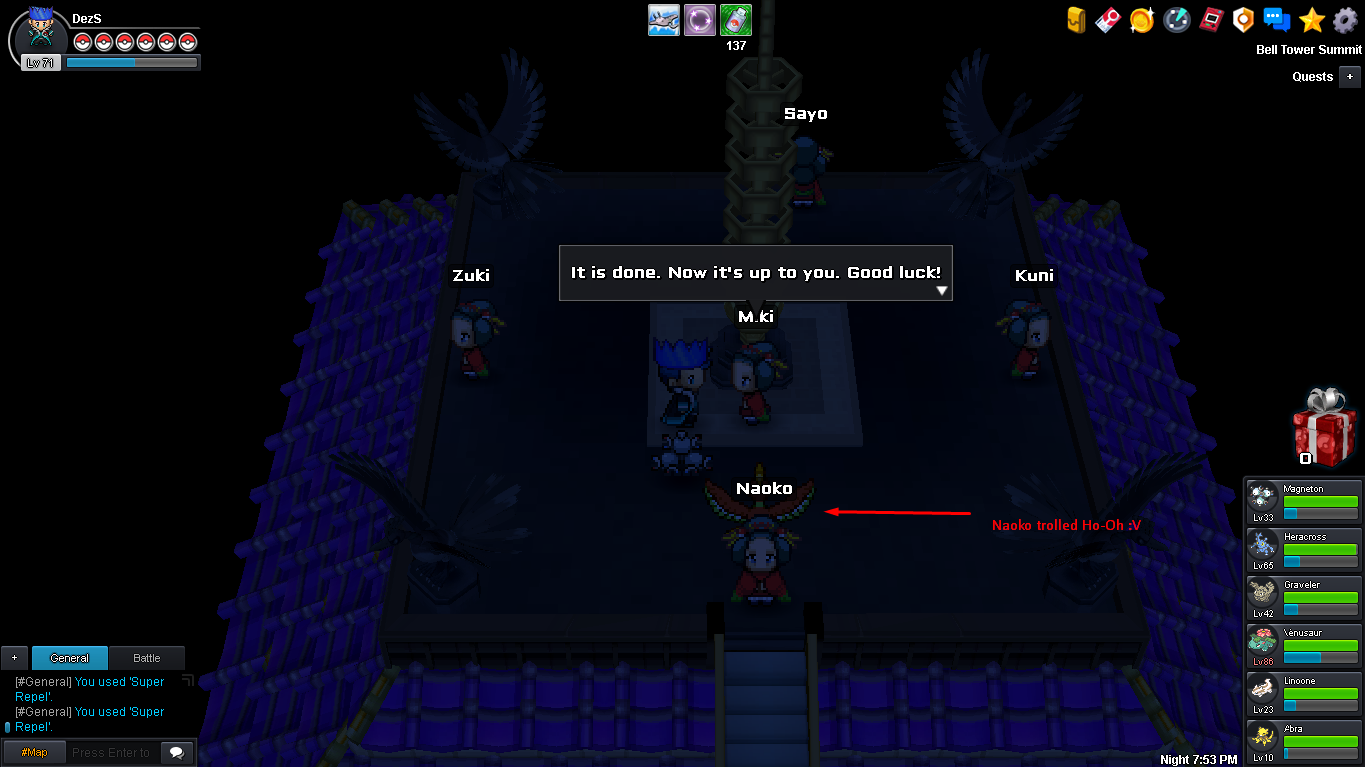 DezS
Lv 71
137
Bell Tower Summit
Quests +
Sayo
Zuki
Kuni
It is done. Now it's up to you. Good luck!
M.ki
Naoko
Naoko trolled Ho-Oh :V
0
Magneton
Lv33
Heracross
Lv65
Graveler
Lv42
Venusaur
Lv86
Linoone
Lv23
Abra
Lv10
+ General Battle
[#General] You used 'Super
Repel'.
[#General] You used 'Super
Repel'.
#Map Press Enter to
Night 7:53 PM